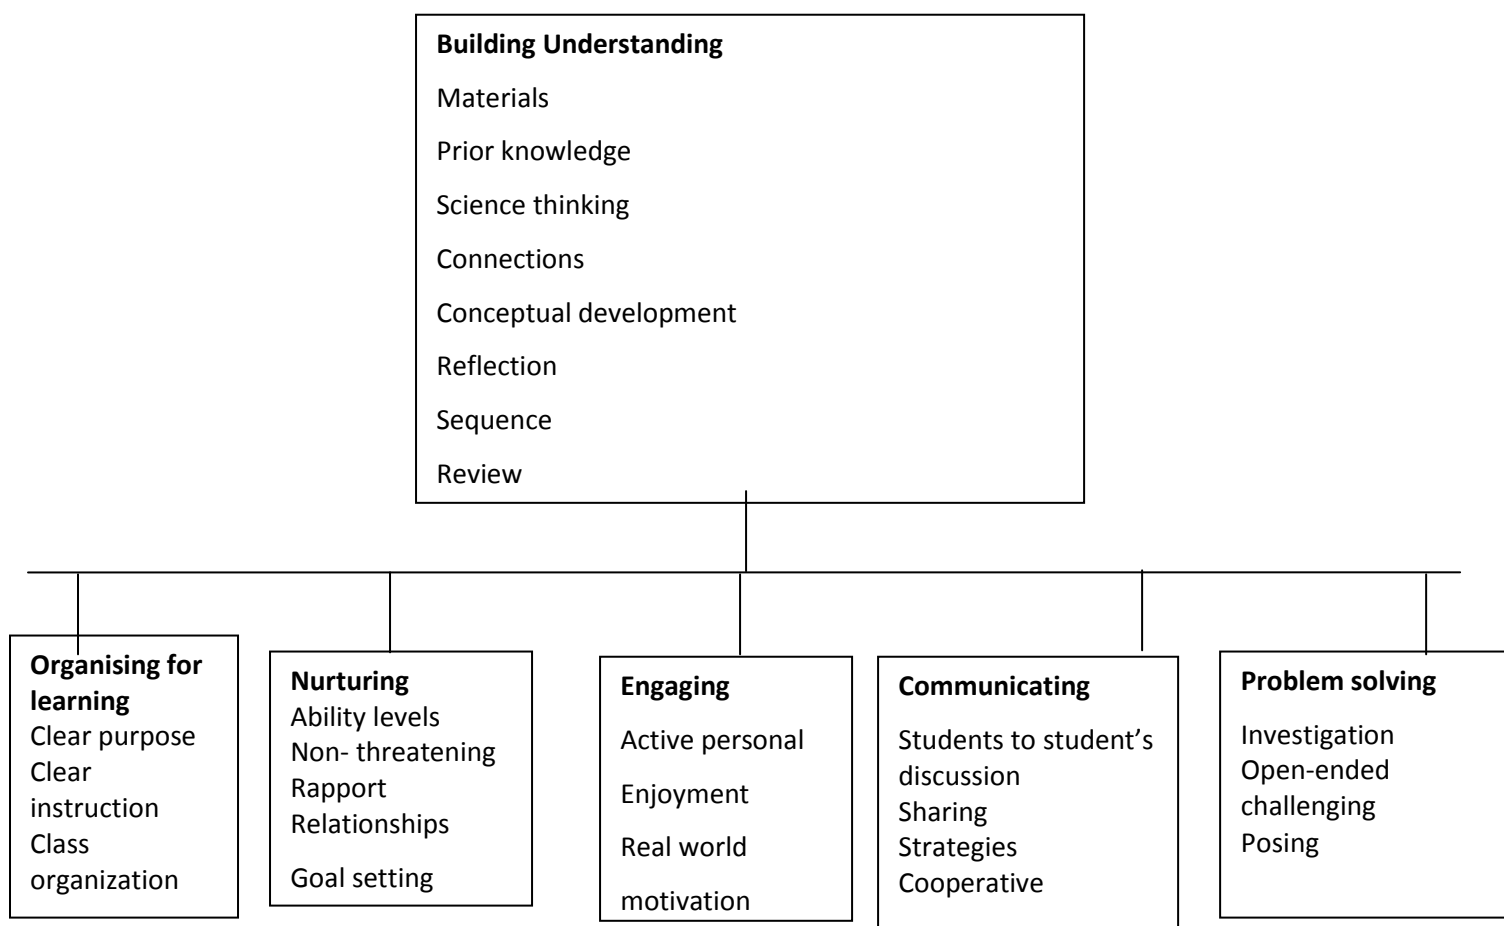 Building Understanding
Materials
Prior knowledge
Science thinking
Connections
Conceptual development
Reflection
Sequence
Review
Organising for
learning
Clear purpose
Clear
instruction
Class
organization
Nurturing
Ability levels
Non- threatening
Rapport
Relationships
Goal setting
Engaging
Active personal
Enjoyment
Real world
motivation
Communicating
Students to student’s
discussion
Sharing
Strategies
Cooperative
Problem solving
Investigation
Open-ended
challenging
Posing